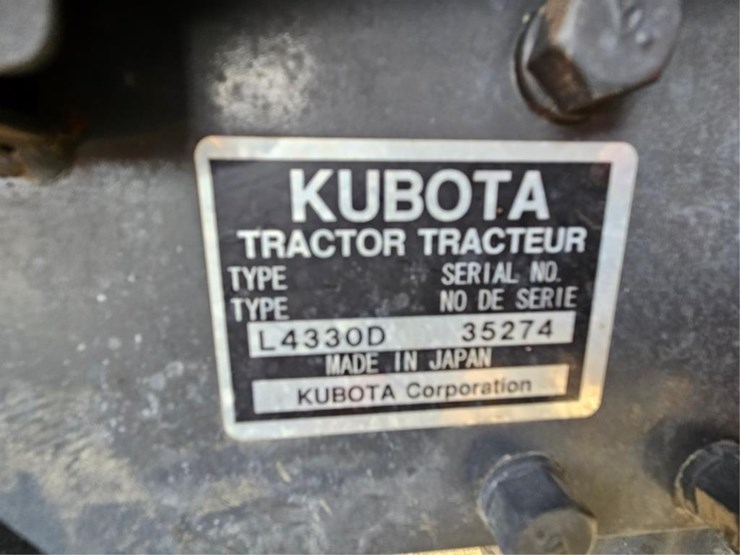 KUBOTA
TRACTOR TRACTEUR
TYPE SERIAL NO.
TYPE NO DE SERIE
L4330D 35274
MADE IN JAPAN
KUBOTA Corporation